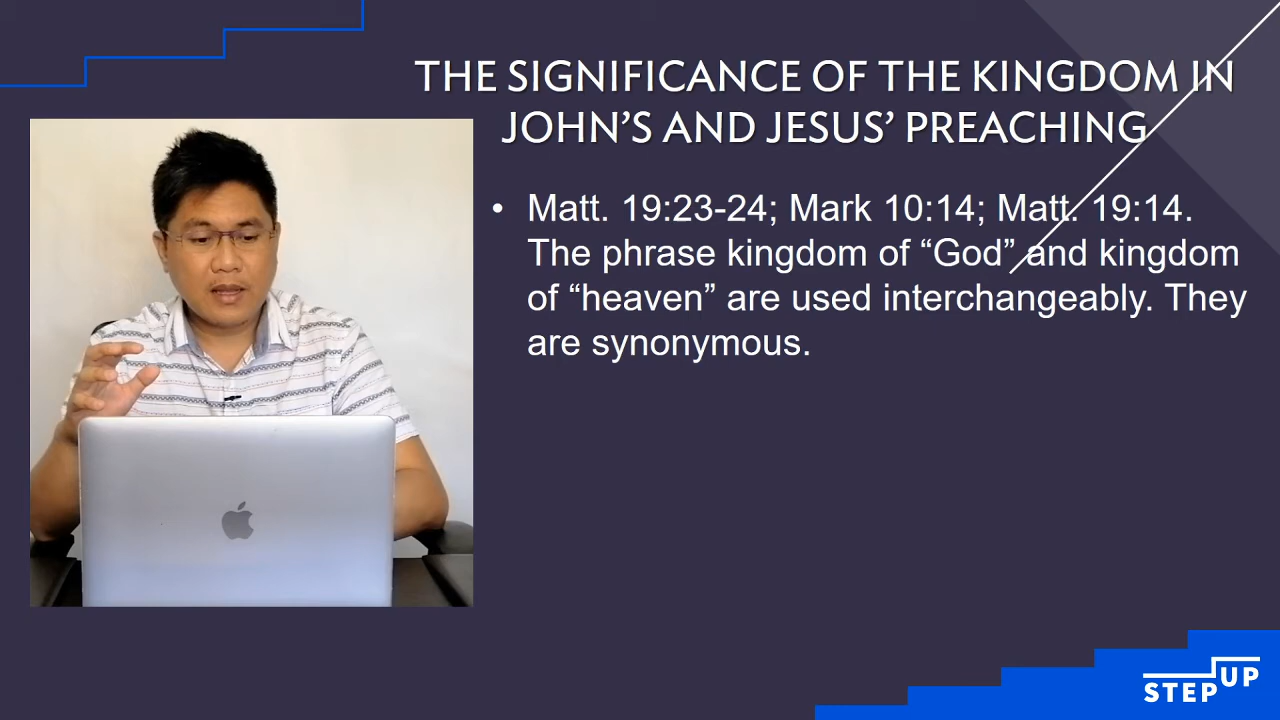 THE SIGNIFICANCE OF THE KINGDOM IN
JOHN’S AND JESUS’ PREACHING
• Matt. 19:23-24; Mark 10:14; Matt. 19:14.
The phrase kingdom of “God” and kingdom
of “heaven” are used interchangeably. They
are synonymous.
STEP UP